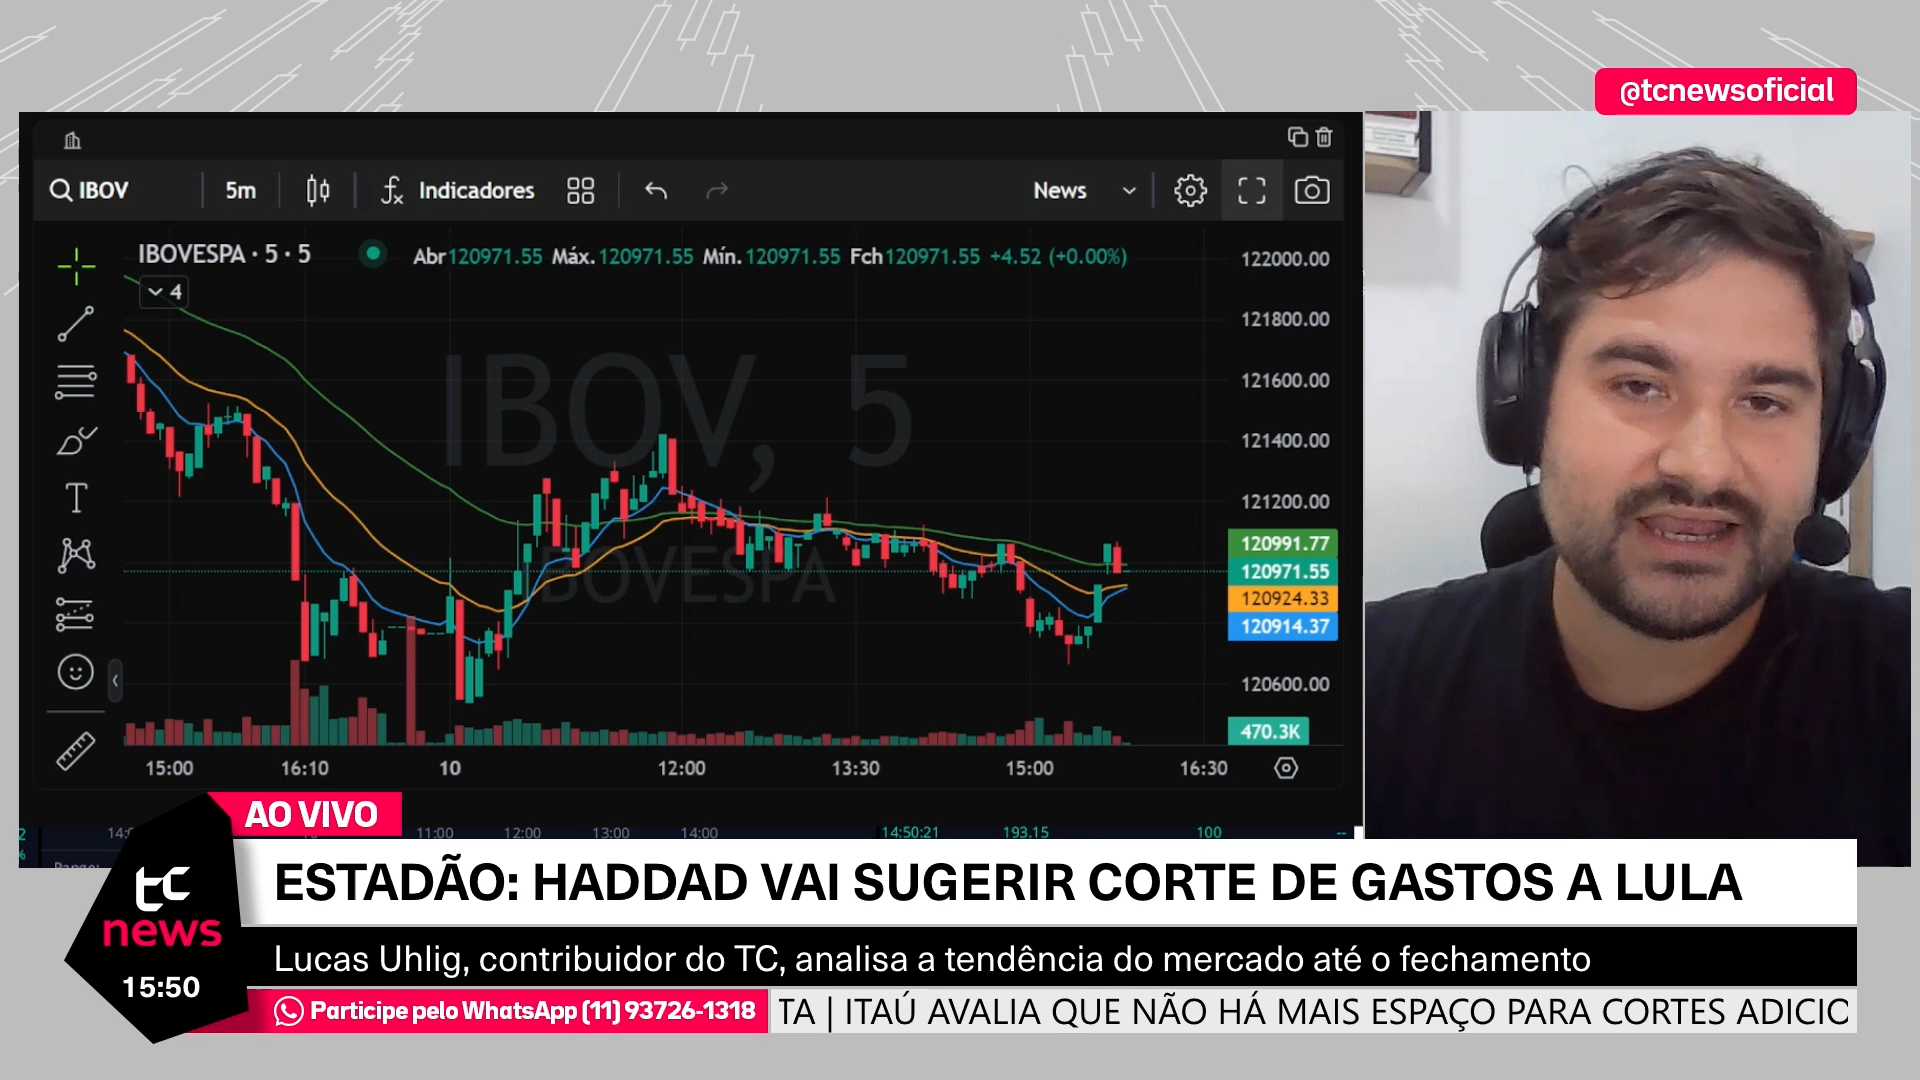 @tcnewsoficial
IBOV 5m Indicadores News
IBOVESPA · 5 · 5 Abr120971.55 Máx.120971.55 Mín.120971.55 Fch120971.55 +4.52 (+0.00%)
4
IBOV, 5
IBOVESPA
122000.00
121800.00
121600.00
121400.00
121200.00
120991.77
120971.55
120924.33
120914.37
120600.00
470.3K
15:00 16:10 10 12:00 13:30 15:00 16:30
11:00 12:00 13:00 14:00 14:50:21 193.15 100 --
Range:
AO VIVO
ESTADÃO: HADDAD VAI SUGERIR CORTE DE GASTOS A LULA
Lucas Uhlig, contribuidor do TC, analisa a tendência do mercado até o fechamento
tc
news
15:50
Participe pelo WhatsApp (11) 93726-1318
TA | ITAÚ AVALIA QUE NÃO HÁ MAIS ESPAÇO PARA CORTES ADICIO